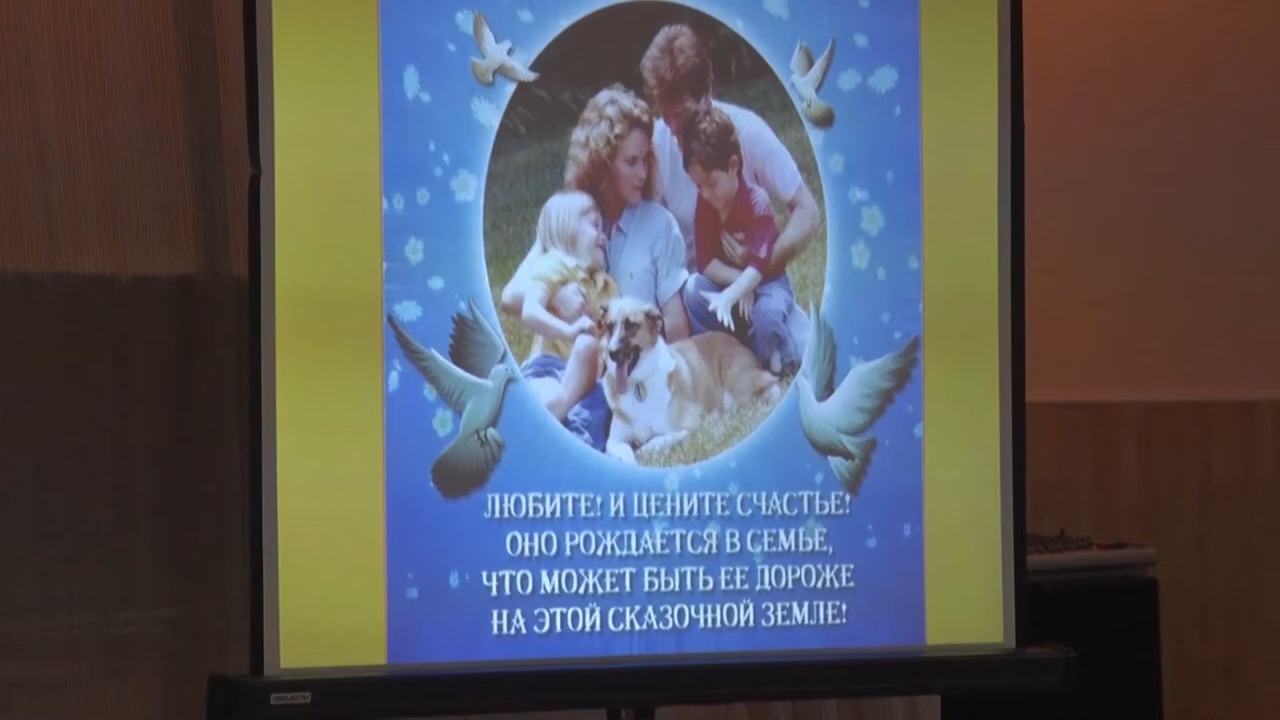 ЛЮБИТЕ! И ЦЕНИТЕ СЧАСТЬЕ!
ОНО РОЖДАЕТСЯ В СЕМЬЕ,
ЧТО МОЖЕТ БЫТЬ ЕЕ ДОРОЖЕ
НА ЭТОЙ СКАЗОЧНОЙ ЗЕМЛЕ!